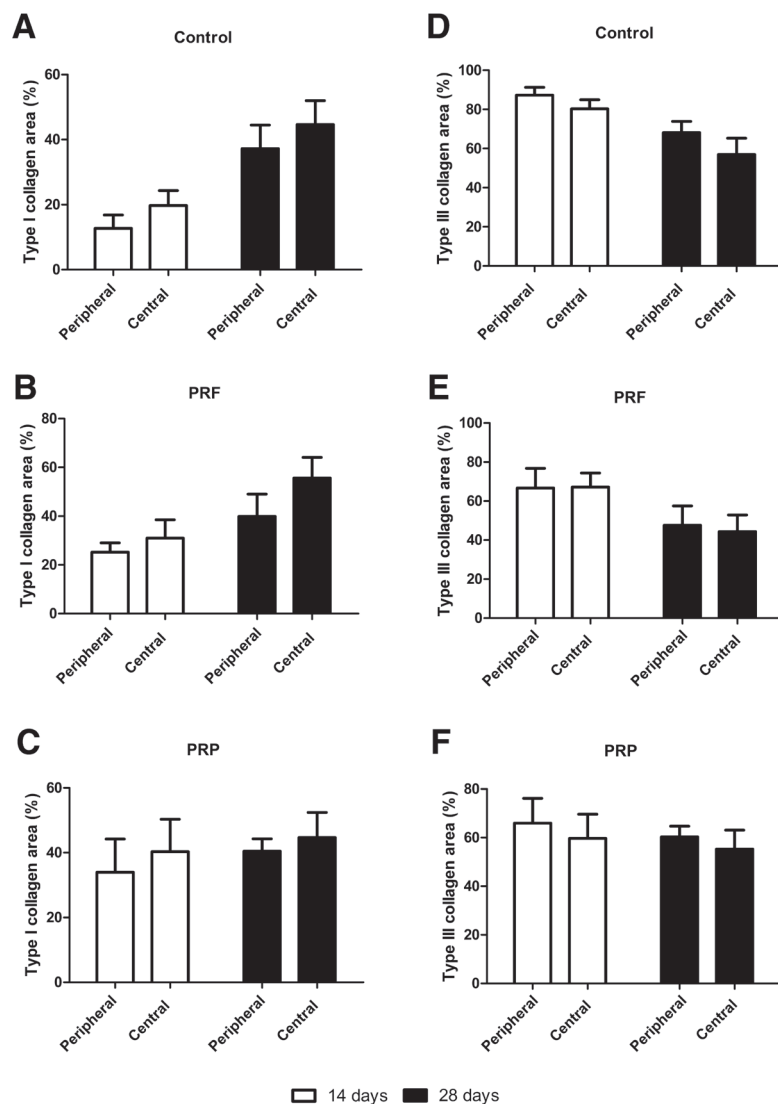 A
Control
Type I collagen area (%)
60
40
20
0
Peripheral
Central
Peripheral
Central
D
Control
Type III collagen area (%)
100
80
60
40
20
0
Peripheral
Central
Peripheral
Central
B
PRF
Type I collagen area (%)
80
60
40
20
0
Peripheral
Central
Peripheral
Central
E
PRF
Type III collagen area (%)
100
80
60
40
20
0
Peripheral
Central
Peripheral
Central
C
PRP
Type I collagen area (%)
60
40
20
0
Peripheral
Central
Peripheral
Central
F
PRP
Type III collagen area (%)
80
60
40
20
0
Peripheral
Central
Peripheral
Central
14 days 28 days